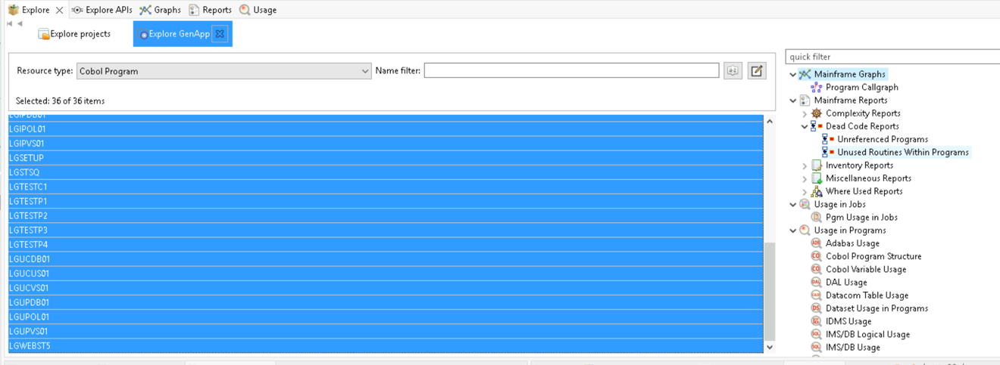 Explore Explore APIs Graphs Reports Usage
Explore projects Explore GenApp
Resource type: Cobol Program Name filter:
Selected: 36 of 36 items
LGIPDB01
LGIPOL01
LGIPVS01
LGSETUP
LGSTSQ
LGTESTC1
LGTESTP1
LGTESTP2
LGTESTP3
LGTESTP4
LGUCDB01
LGUCUS01
LGUCVS01
LGUPDB01
LGUPOL01
LGUPVS01
LGWEBST5
quick filter
Mainframe Graphs
Program Callgraph
Mainframe Reports
Complexity Reports
Dead Code Reports
Unreferenced Programs
Unused Routines Within Programs
Inventory Reports
Miscellaneous Reports
Where Used Reports
Usage in Jobs
Pgm Usage in Jobs
Usage in Programs
Adabas Usage
Cobol Program Structure
Cobol Variable Usage
DAL Usage
Datacom Table Usage
Dataset Usage in Programs
IDMS Usage
IMS/DB Logical Usage
IMS/DB Usage